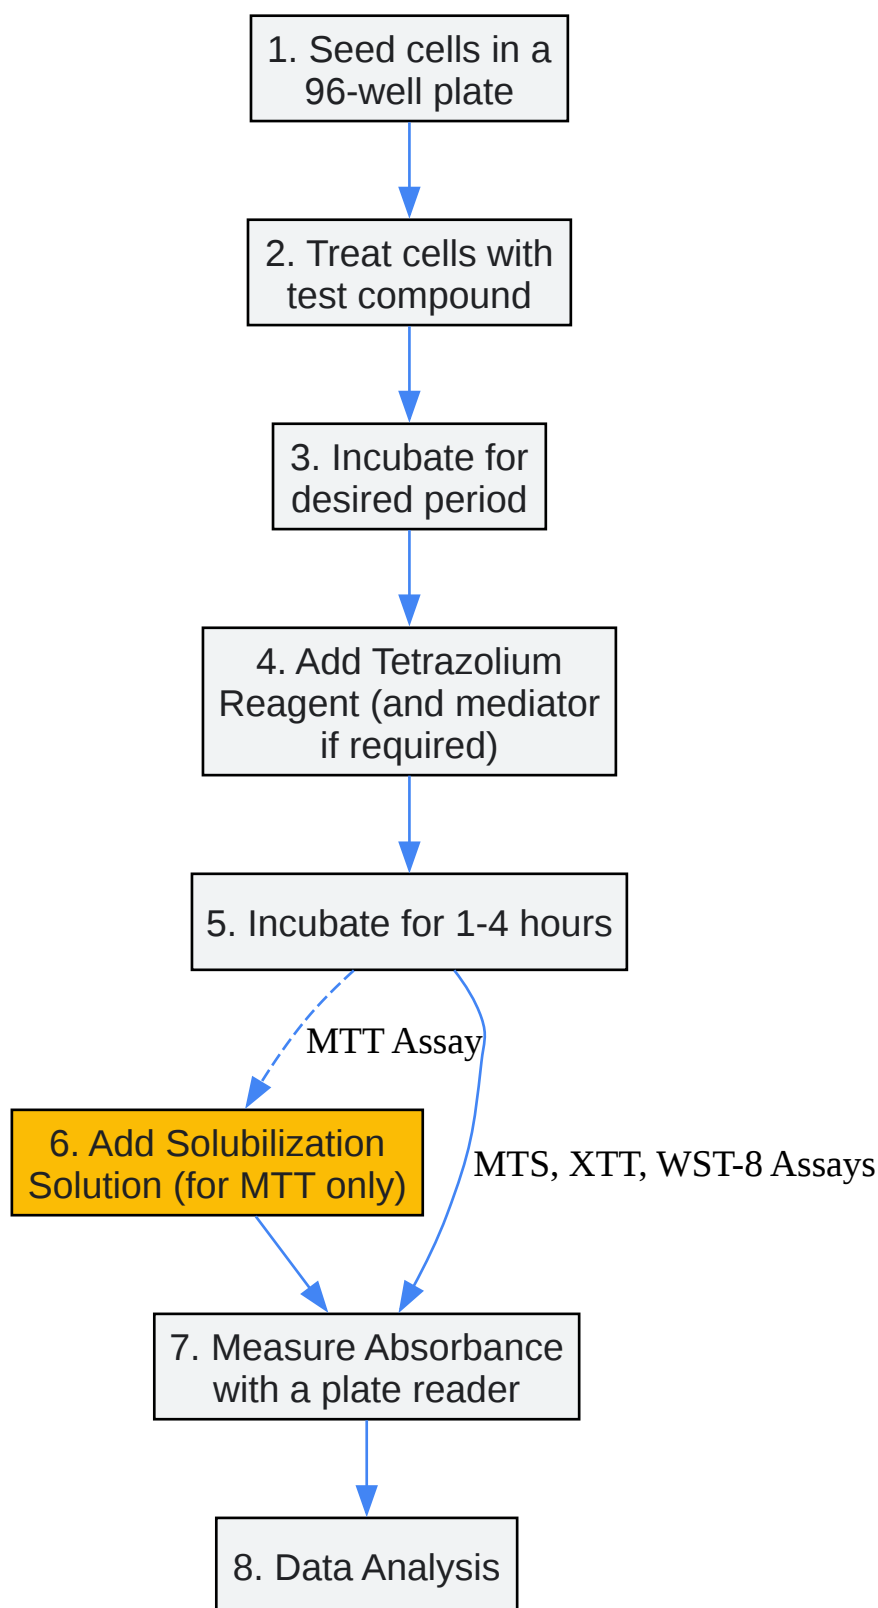 1. Seed cells in a
96-well plate
2. Treat cells with
test compound
3. Incubate for
desired period
4. Add Tetrazolium
Reagent (and mediator
if required)
5. Incubate for 1-4 hours
MTT Assay
6. Add Solubilization
Solution (for MTT only)
MTS, XTT, WST-8 Assays
7. Measure Absorbance
with a plate reader
8. Data Analysis